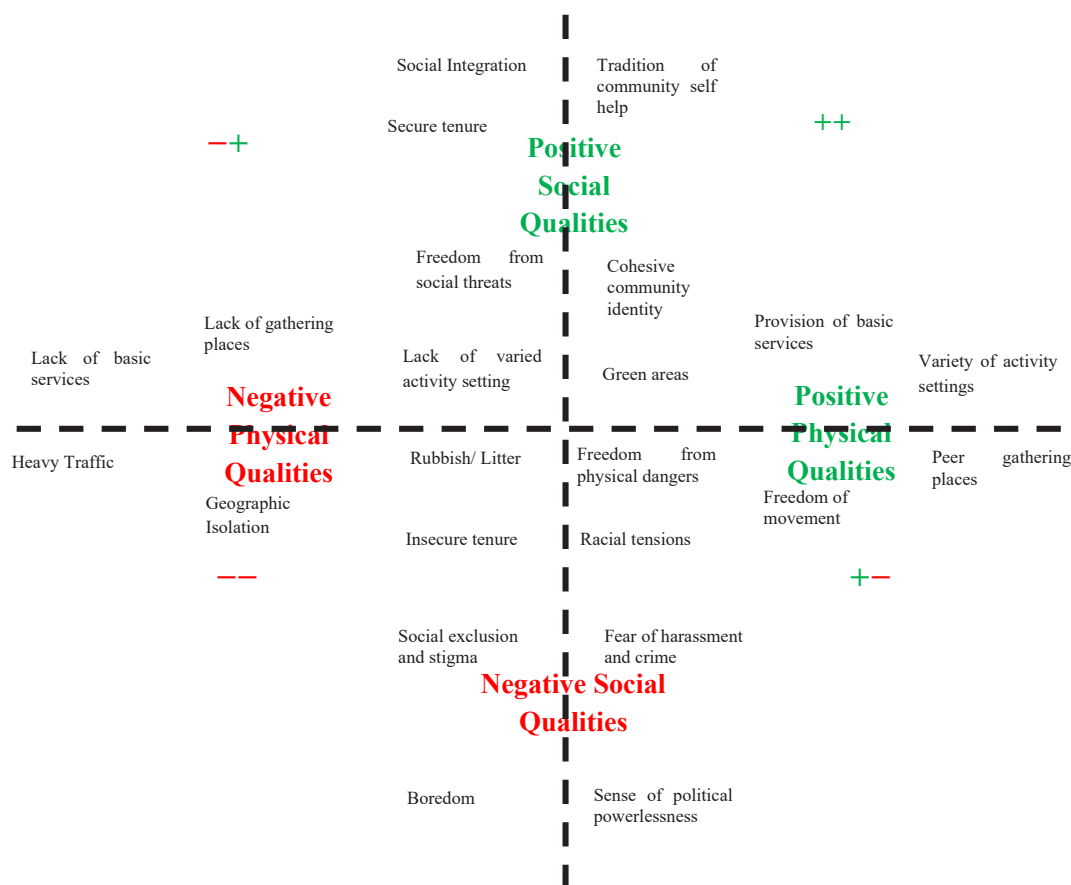 Social Integration
Tradition of
community self
help
Secure tenure
++
−+
Positive
Social
Qualities
Freedom from
social threats
Cohesive
community
identity
Lack of gathering
places
Provision of basic
services
Lack of basic
services
Lack of varied
activity setting
Green areas
Variety of activity
settings
Negative
Physical
Qualities
Positive
Physical
Qualities
Heavy Traffic
Rubbish/ Litter
Freedom from
physical dangers
Peer gathering
places
Geographic
Isolation
Freedom of
movement
Insecure tenure
Racial tensions
−−
+−
Social exclusion
and stigma
Fear of harassment
and crime
Negative Social
Qualities
Boredom
Sense of political
powerlessness